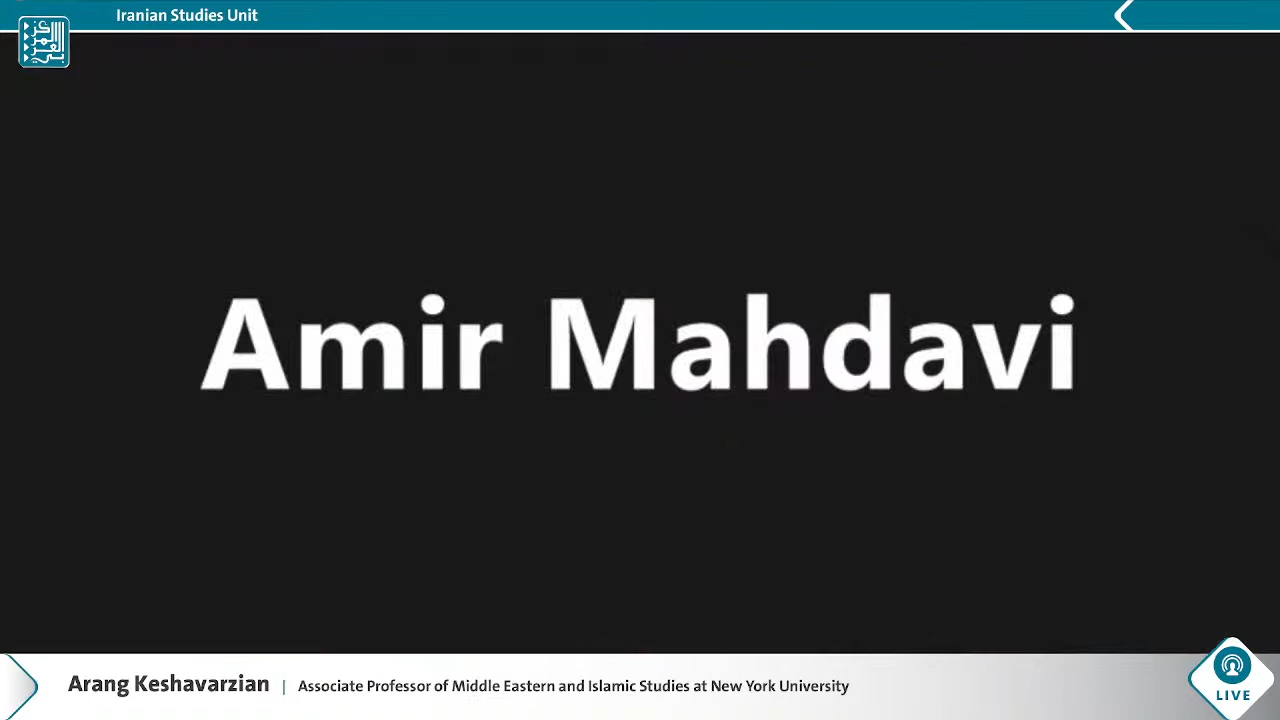 Iranian Studies Unit
Amir Mahdavi
Arang Keshavarzian | Associate Professor of Middle Eastern and Islamic Studies at New York University
LIVE